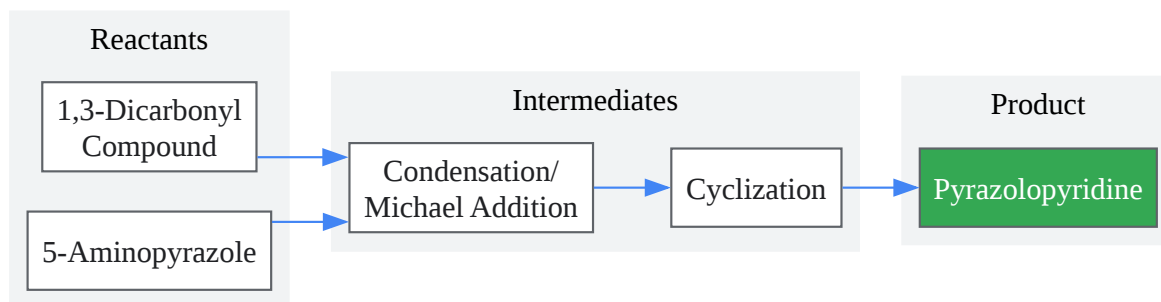 Reactants
1,3-Dicarbonyl
Compound
5-Aminopyrazole
Intermediates
Condensation/
Michael Addition
Cyclization
Product
Pyrazolopyridine